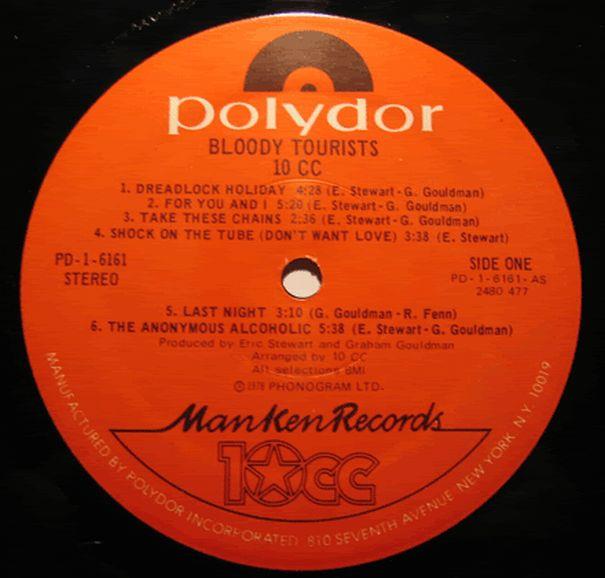 polydor
BLOODY TOURISTS
10 CC
1. DREADLOCK HOLIDAY 4:28 (E. Stewart-G. Gouldman)
2. FOR YOU AND I 5:20 (E. Stewart-G. Gouldman)
3. TAKE THESE CHAINS 2:36 (E. Stewart-G. Gouldman)
4. SHOCK ON THE TUBE (DON'T WANT LOVE) 3:38 (E. Stewart)
PD-1-6161
STEREO
SIDE ONE
PD-1-6161-AS
2480 477
5. LAST NIGHT 3:10 (G. Gouldman-R. Fenn)
6. THE ANONYMOUS ALCOHOLIC 5:38 (E. Stewart-G. Gouldman)
Produced by Eric Stewart and Graham Gouldman
Arranged by 10 CC
All selections BMI
℗1978 PHONOGRAM LTD.
ManKen Records
10CC
MANUFACTURED BY POLYDOR INCORPORATED. 810 SEVENTH AVENUE NEW YORK, N.Y. 10019